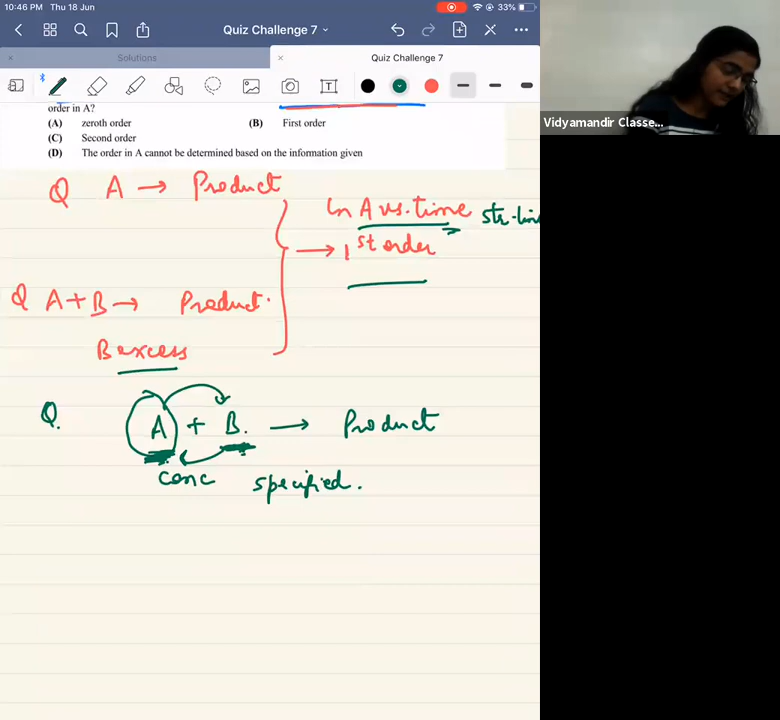 10:46 PM Thu 18 Jun
33%
Quiz Challenge 7
Solutions
Quiz Challenge 7
T
Vidyamandir Classe...
order in A?
(A) zeroth order (B) First order
(C) Second order
(D) The order in A cannot be determined based on the information given
Q A → Product
ln A vs. time str-line
→ 1st order
Q A + B → Product.
B excess
Q. A + B. → Product
conc specified.